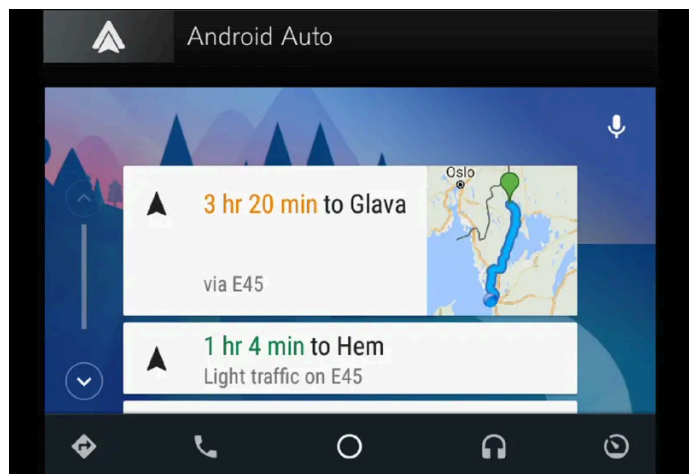 Android Auto
Oslo
3 hr 20 min to Glava
via E45
1 hr 4 min to Hem
Light traffic on E45